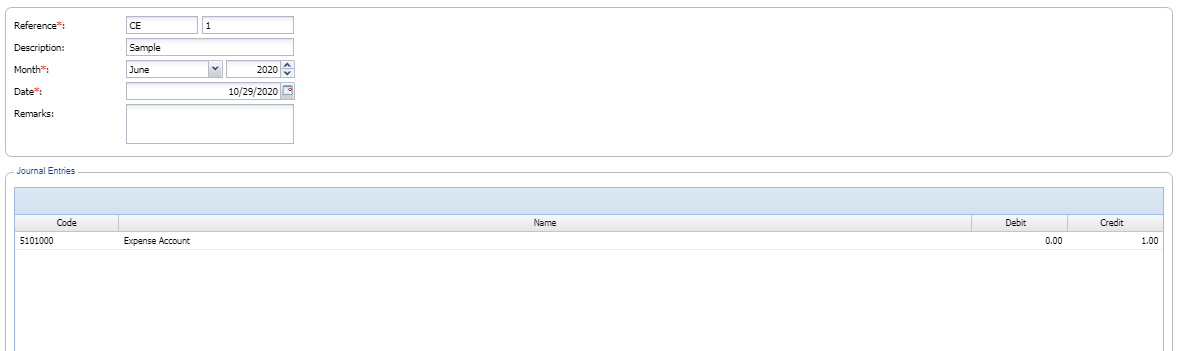 Reference*: CE 1
Description: Sample
Month*: June 2020
Date*: 10/29/2020
Remarks:
Journal Entries
Code Name Debit Credit
5101000 Expense Account 0.00 1.00